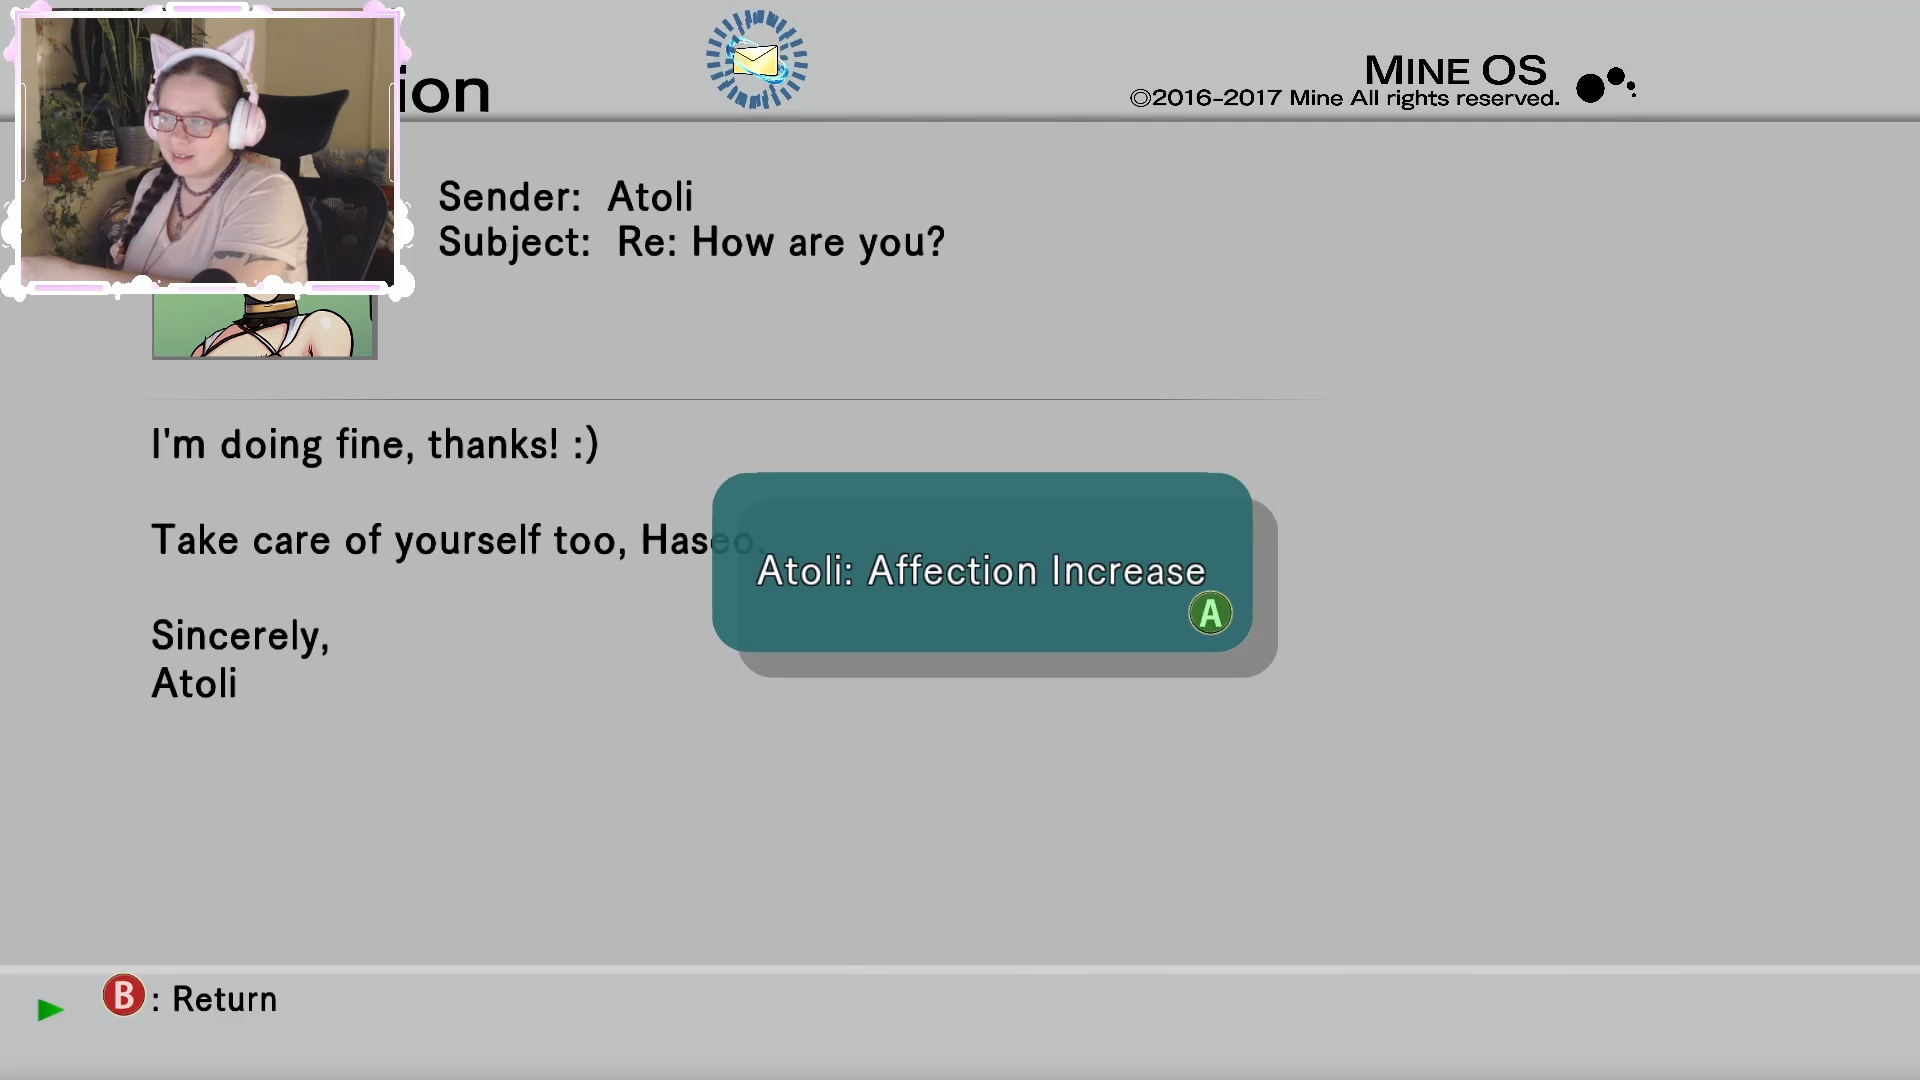 ion
MINE OS
©2016-2017 Mine All rights reserved.
Sender: Atoli
Subject: Re: How are you?
I'm doing fine, thanks! :)
Take care of yourself too, Haseo.
Atoli: Affection Increase
A
Sincerely,
Atoli
B : Return